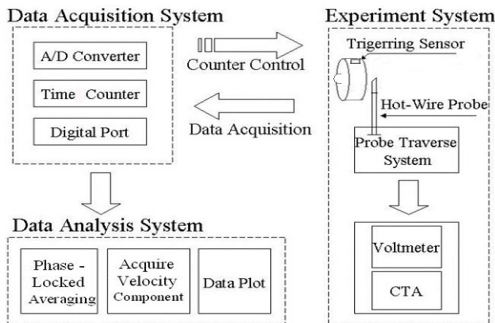 Data Acquisition System
A/D Converter
Time Counter
Digital Port
Counter Control
Data Acquisition
Experiment System
Trigerring Sensor
Hot-Wire Probe
Probe Traverse
System
Voltmeter
CTA
Data Analysis System
Phase -
Locked
Averaging
Acquire
Velocity
Component
Data Plot